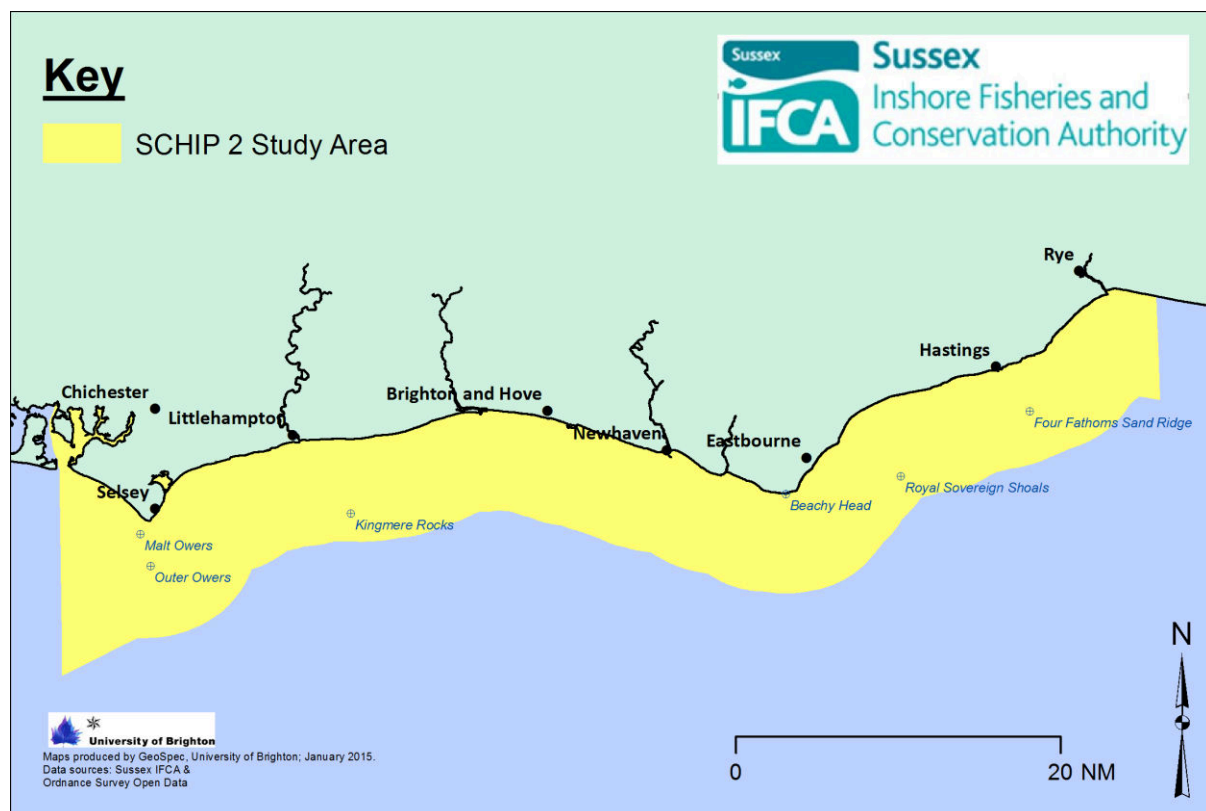 Key
SCHIP 2 Study Area
Sussex
IFCA
Sussex
Inshore Fisheries and
Conservation Authority
Rye
Hastings
Chichester
Brighton and Hove
Littlehampton
Newhaven
Eastbourne
Four Fathoms Sand Ridge
Royal Sovereign Shoals
Selsey
Beachy Head
Kingmere Rocks
Malt Owers
Outer Owers
N
University of Brighton
Maps produced by GeoSpec, University of Brighton; January 2015.
Data sources: Sussex IFCA &
Ordnance Survey Open Data
0 20 NM